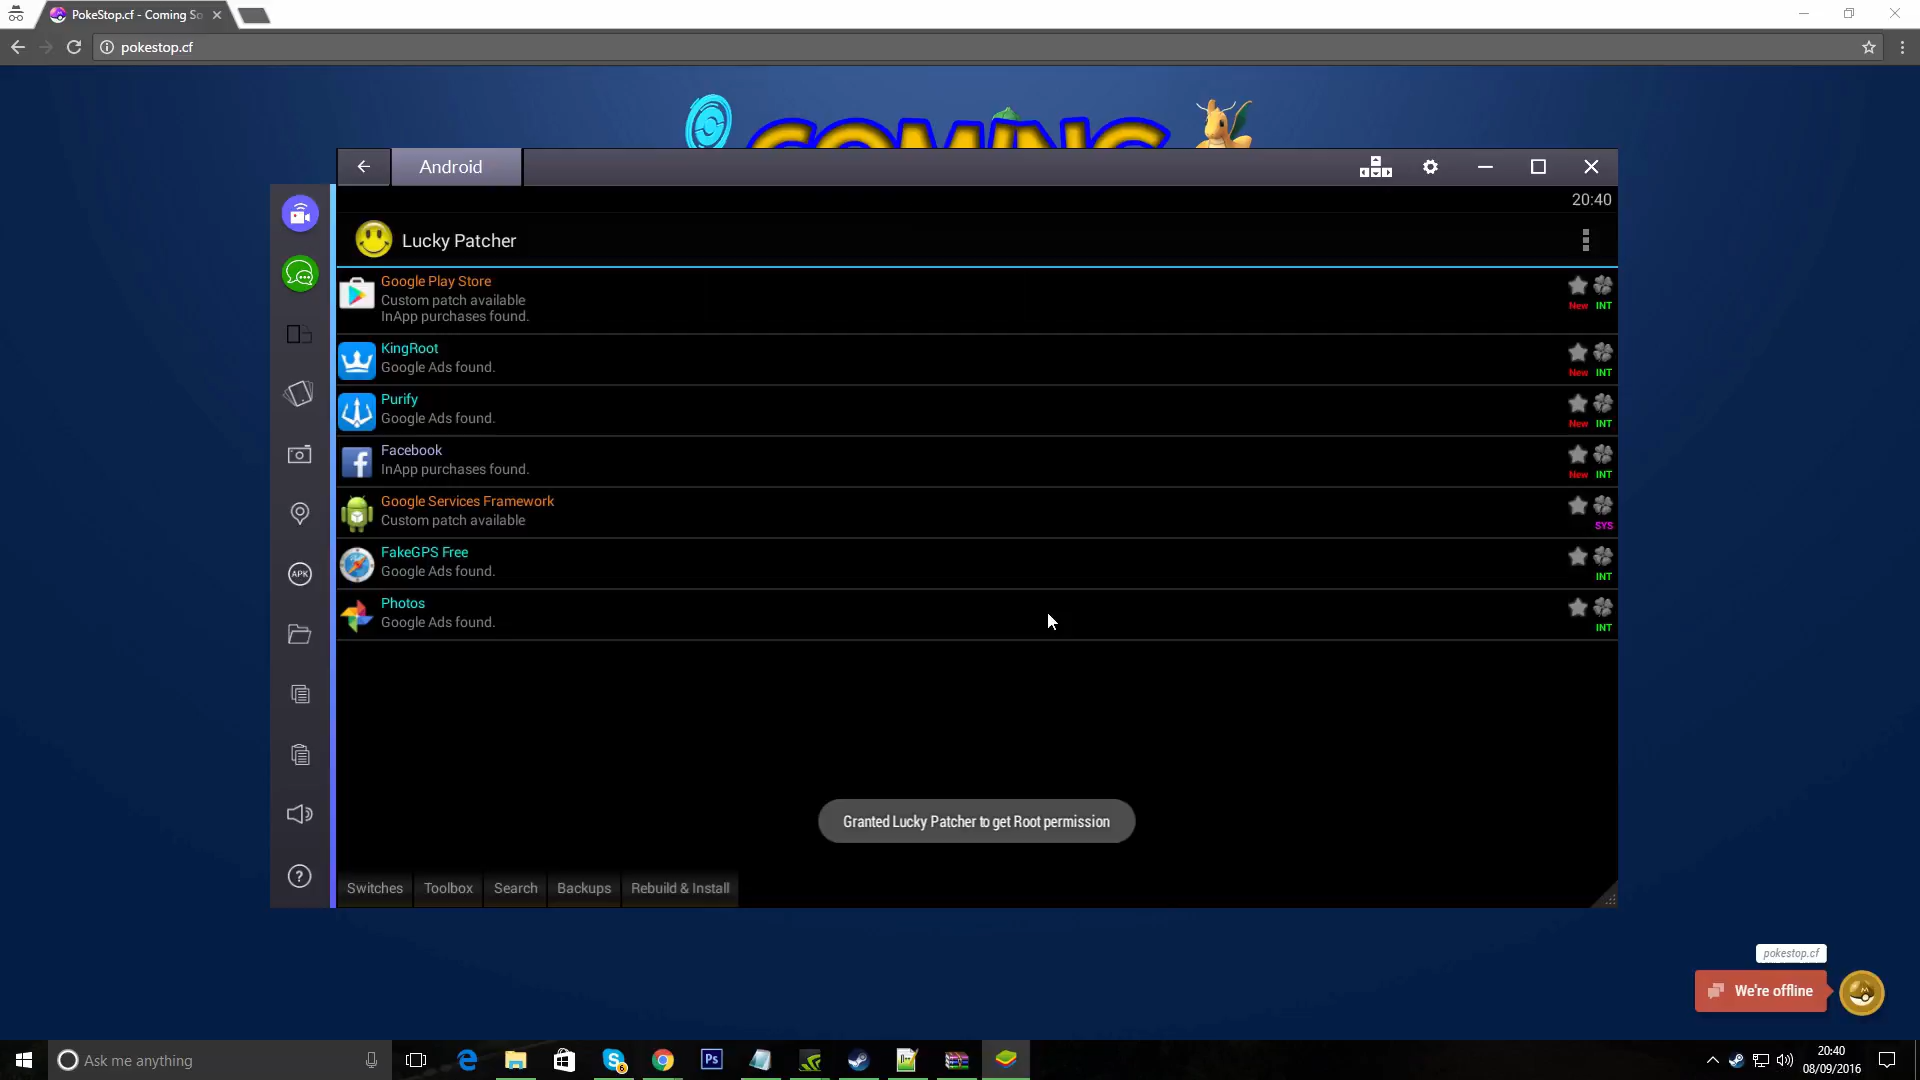 PokeStop.cf - Coming So
pokestop.cf
COMING
Android
20:40
Lucky Patcher
Google Play Store
Custom patch available
InApp purchases found.
New INT
KingRoot
Google Ads found.
New INT
Purify
Google Ads found.
New INT
Facebook
InApp purchases found.
New INT
Google Services Framework
Custom patch available
SYS
FakeGPS Free
Google Ads found.
INT
Photos
Google Ads found.
INT
APK
Granted Lucky Patcher to get Root permission
Switches Toolbox Search Backups Rebuild & Install
pokestop.cf
We're offline
Ask me anything
Ps
6
20:40
08/09/2016